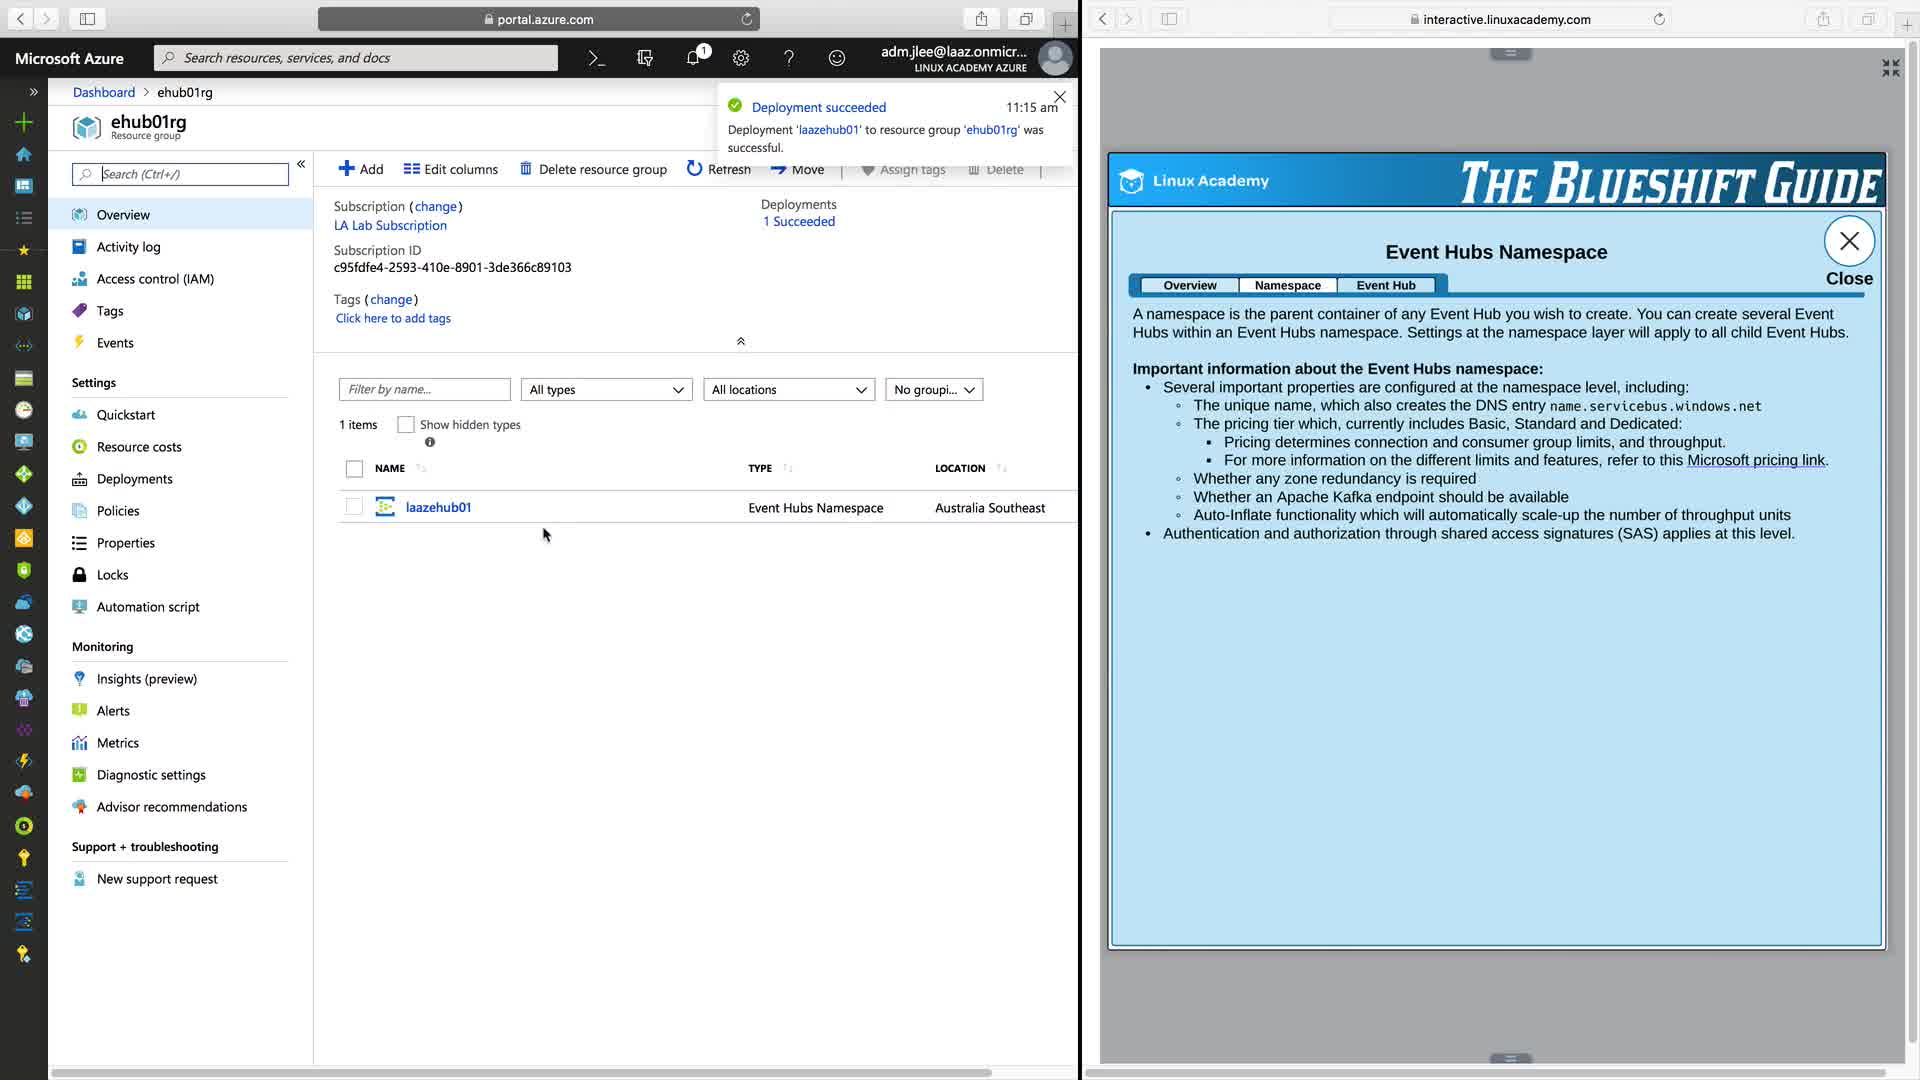 portal.azure.com
Microsoft Azure
Search resources, services, and docs
1
adm.jlee@laaz.onmicr...
LINUX ACADEMY AZURE
Dashboard > ehub01rg
ehub01rg
Resource group
Deployment succeeded
11:15 am
Deployment 'laazehub01' to resource group 'ehub01rg' was
successful.
Search (Ctrl+/)
Overview
Activity log
Access control (IAM)
Tags
Events
Settings
Quickstart
Resource costs
Deployments
Policies
Properties
Locks
Automation script
Monitoring
Insights (preview)
Alerts
Metrics
Diagnostic settings
Advisor recommendations
Support + troubleshooting
New support request
Add
Edit columns
Delete resource group
Refresh
Move
Assign tags
Delete
Subscription (change)
LA Lab Subscription
Subscription ID
c95fdfe4-2593-410e-8901-3de366c89103
Tags (change)
Click here to add tags
Deployments
1 Succeeded
Filter by name...
All types
All locations
No groupi...
1 items
Show hidden types
NAME
TYPE
LOCATION
laazehub01
Event Hubs Namespace
Australia Southeast
interactive.linuxacademy.com
Linux Academy
THE BLUESHIFT GUIDE
Event Hubs Namespace
Close
Overview
Namespace
Event Hub
A namespace is the parent container of any Event Hub you wish to create. You can create several Event
Hubs within an Event Hubs namespace. Settings at the namespace layer will apply to all child Event Hubs.
Important information about the Event Hubs namespace:
• Several important properties are configured at the namespace level, including:
◦ The unique name, which also creates the DNS entry name.servicebus.windows.net
◦ The pricing tier which, currently includes Basic, Standard and Dedicated:
▪ Pricing determines connection and consumer group limits, and throughput.
▪ For more information on the different limits and features, refer to this Microsoft pricing link.
◦ Whether any zone redundancy is required
◦ Whether an Apache Kafka endpoint should be available
◦ Auto-Inflate functionality which will automatically scale-up the number of throughput units
• Authentication and authorization through shared access signatures (SAS) applies at this level.